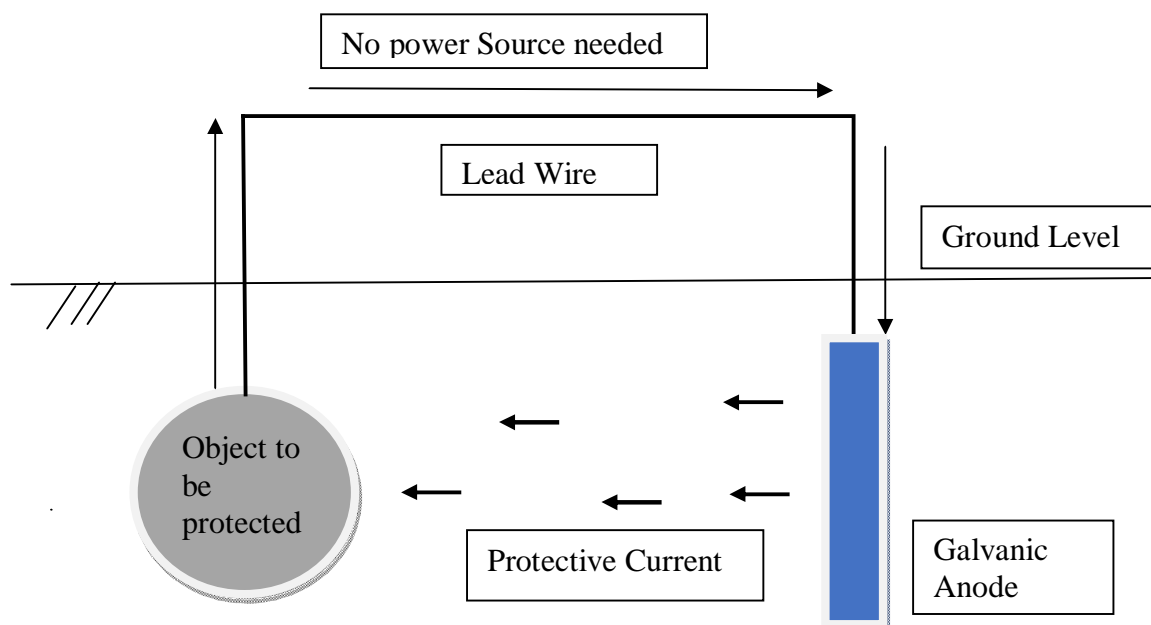 No power Source needed
Lead Wire
Ground Level
Object to
be
protected
Protective Current
Galvanic
Anode